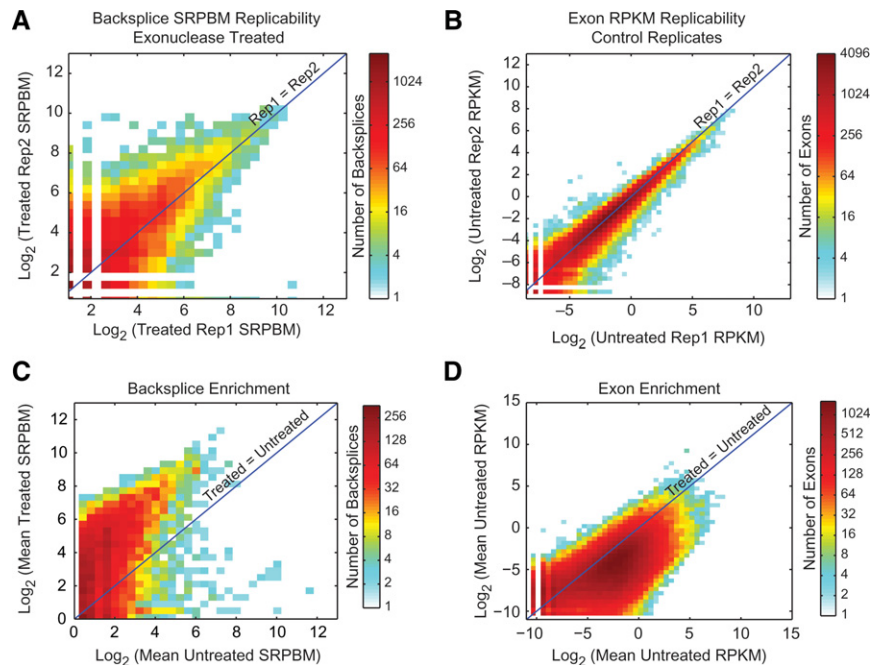 A
Backsplice SRPBM Replicability
Exonuclease Treated
Log2 (Treated Rep2 SRPBM)
12
10
8
6
4
2
Rep1 = Rep2
2 4 6 8 10 12
Log2 (Treated Rep1 SRPBM)
Number of Backsplices
1024
256
64
16
4
1
B
Exon RPKM Replicability
Control Replicates
Log2 (Untreated Rep2 RPKM)
12
10
8
6
4
2
0
−2
−4
−6
−8
Rep1 = Rep2
−5 0 5 10
Log2 (Untreated Rep1 RPKM)
Number of Exons
4096
1024
256
64
16
4
1
C
Backsplice Enrichment
Log2 (Mean Treated SRPBM)
12
10
8
6
4
2
0
Treated = Untreated
0 2 4 6 8 10 12
Log2 (Mean Untreated SRPBM)
Number of Backsplices
256
128
64
32
16
8
4
2
1
D
Exon Enrichment
Log2 (Mean Untreated RPKM)
15
10
5
0
−5
−10
Treated = Untreated
−10 −5 0 5 10 15
Log2 (Mean Untreated RPKM)
Number of Exons
1024
512
256
120
60
32
16
8
4
2
1